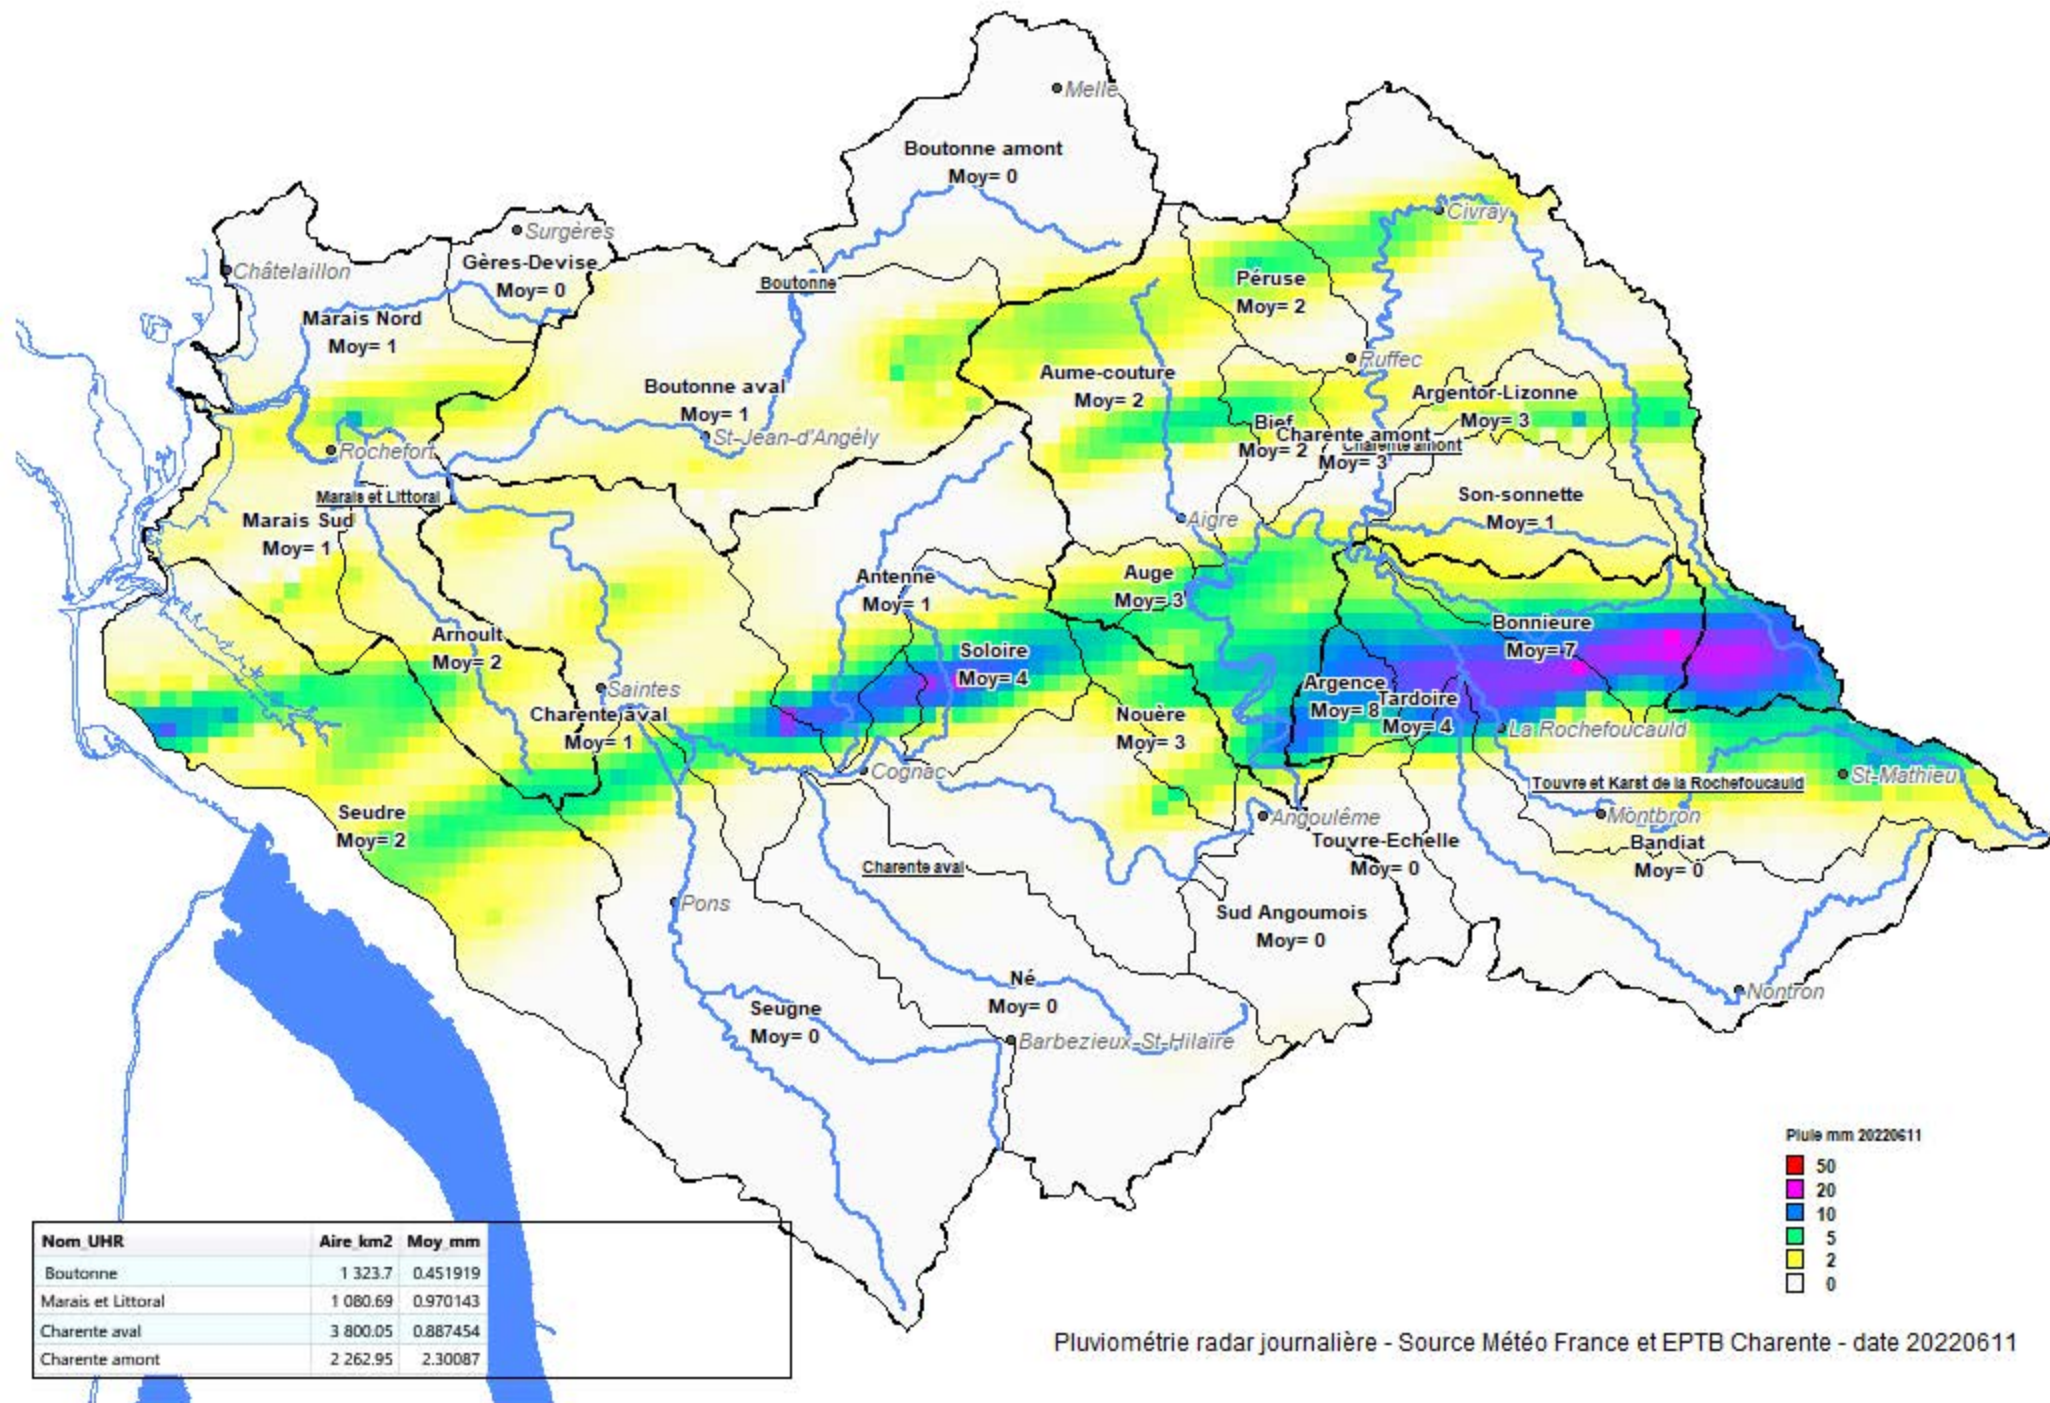 Melle
Boutonne amont
Moy= 0
Civray
Surgères
Châtelaillon
Gères-Devise
Moy= 0
Boutonne
Péruse
Moy= 2
Marais Nord
Moy= 1
Ruffec
Aume-couture
Moy= 2
Boutonne aval
Moy= 1
Argentor-Lizonne
Moy= 3
Bief
Moy= 2
Charente amont
Moy= 3
Charente amont
St-Jean-d'Angély
Rochefort
Marais et Littoral
Son-sonnette
Moy= 1
Marais Sud
Moy= 1
Aigre
Antenne
Moy= 1
Auge
Moy= 3
Arnoult
Moy= 2
Bonnieure
Moy= 7
Soloire
Moy= 4
Saintes
Argence
Moy= 8
Tardoire
Moy= 4
Charente aval
Moy= 1
Nouère
Moy= 3
La Rochefoucauld
Cognac
Touvre et Karst de la Rochefoucauld
St-Mathieu
Seudre
Moy= 2
Angoulême
Montbron
Touvre-Echelle
Moy= 0
Bandiat
Moy= 0
Charente aval
Pons
Sud Angoumois
Moy= 0
Né
Moy= 0
Nontron
Seugne
Moy= 0
Barbezieux-St-Hilaire
Pluie mm 20220611
50
20
10
5
2
0
Nom_UHR Aire_km2 Moy_mm
Boutonne 1 323.7 0.451919
Marais et Littoral 1 080.69 0.970143
Charente aval 3 800.05 0.887454
Charente amont 2 262.95 2.30087
Pluviométrie radar journalière - Source Météo France et EPTB Charente - date 20220611